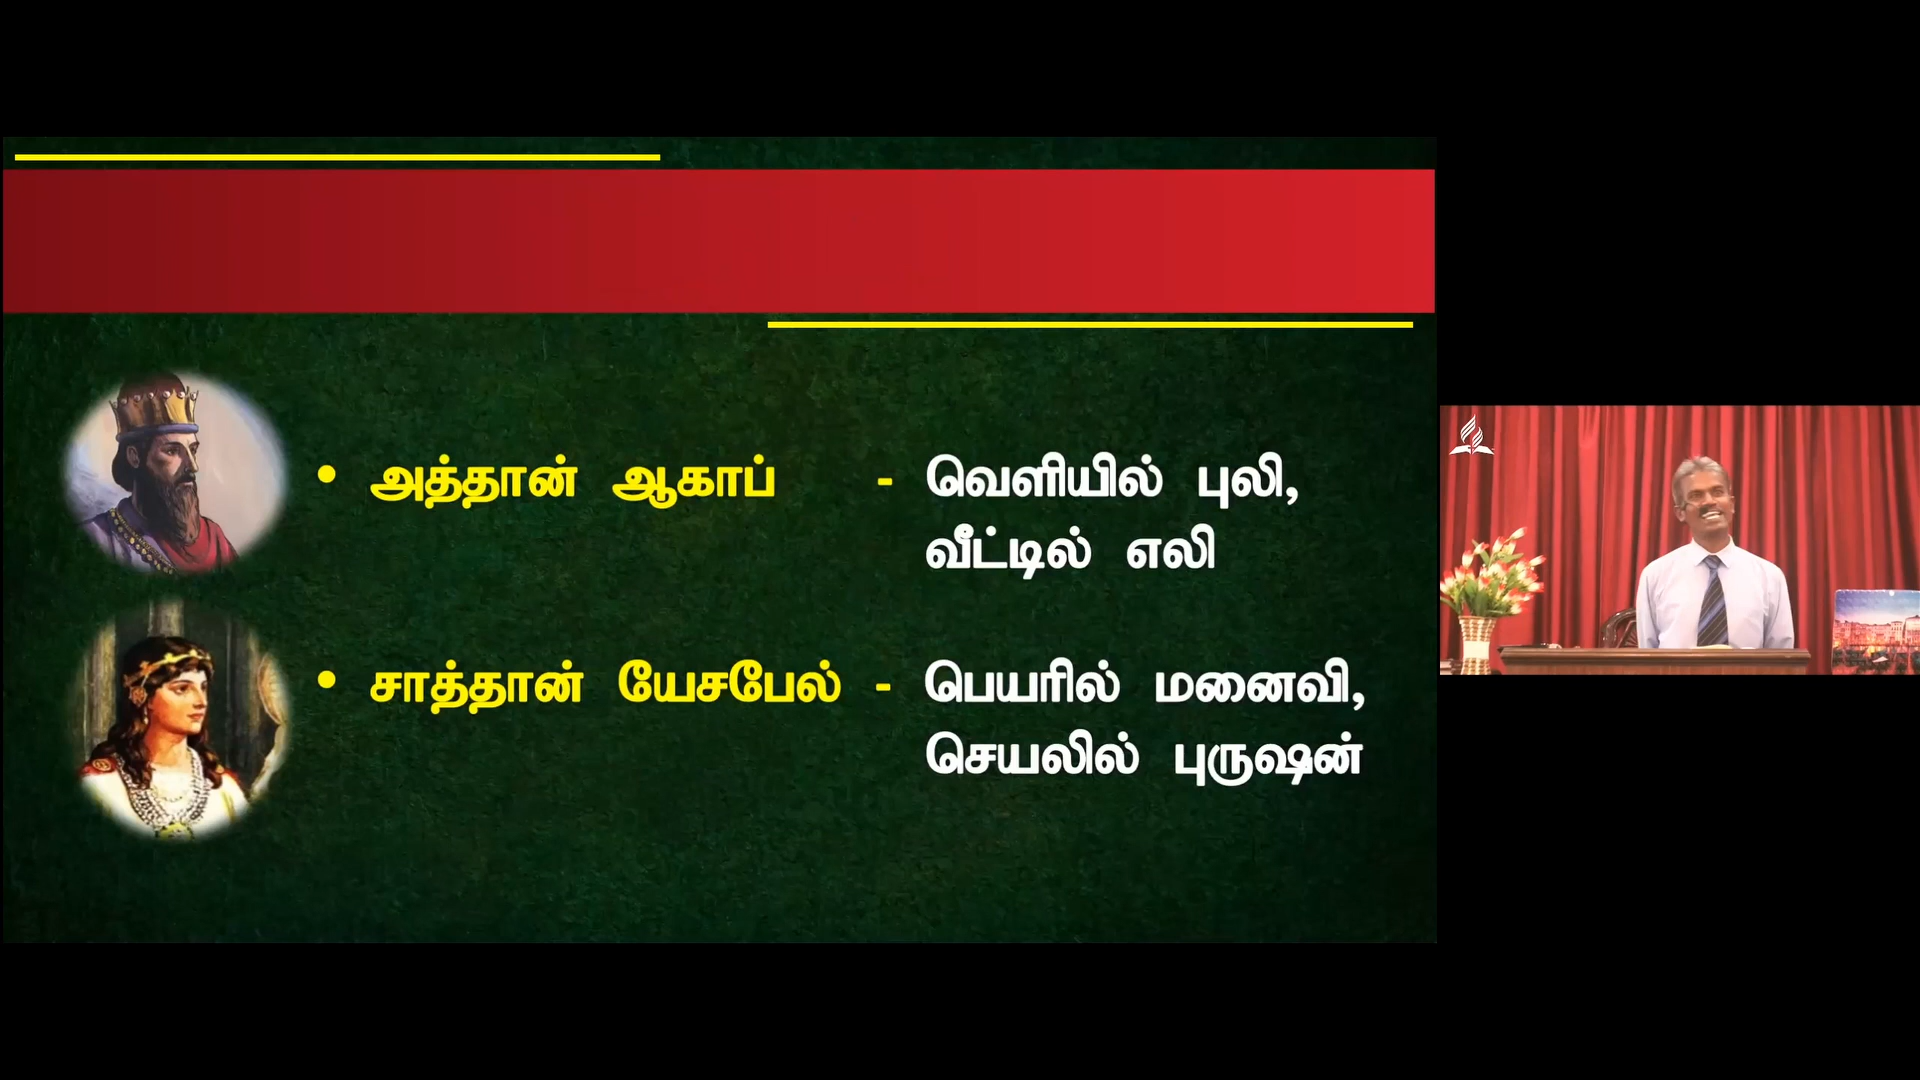 • அத்தான் ஆகாப் - வெளியில் புலி,
வீட்டில் எலி
• சாத்தான் யேசபேல் - பெயரில் மனைவி,
செயலில் புருஷன்